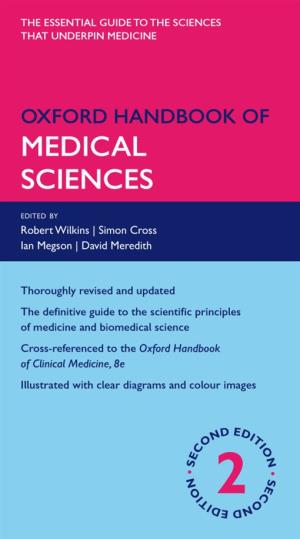 THE ESSENTIAL GUIDE TO THE SCIENCES
THAT UNDERPIN MEDICINE
OXFORD HANDBOOK OF
MEDICAL
SCIENCES
EDITED BY
Robert Wilkins | Simon Cross
Ian Megson | David Meredith
Thoroughly revised and updated
The definitive guide to the scientific principles
of medicine and biomedical science
Cross-referenced to the Oxford Handbook
of Clinical Medicine, 8e
Illustrated with clear diagrams and colour images
• SECOND EDITION • SECOND EDITION
2